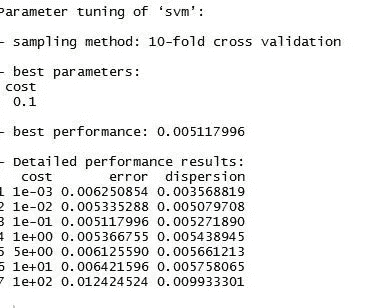 Parameter tuning of ‘svm’:
- sampling method: 10-fold cross validation
- best parameters:
cost
0.1
- best performance: 0.005117996
- Detailed performance results:
cost error dispersion
1 1e-03 0.006250854 0.003568819
2 1e-02 0.005335288 0.005079708
3 1e-01 0.005117996 0.005271890
4 1e+00 0.005366755 0.005438945
5 5e+00 0.006125590 0.005661213
6 1e+01 0.006421596 0.005758065
7 1e+02 0.012424524 0.009933301